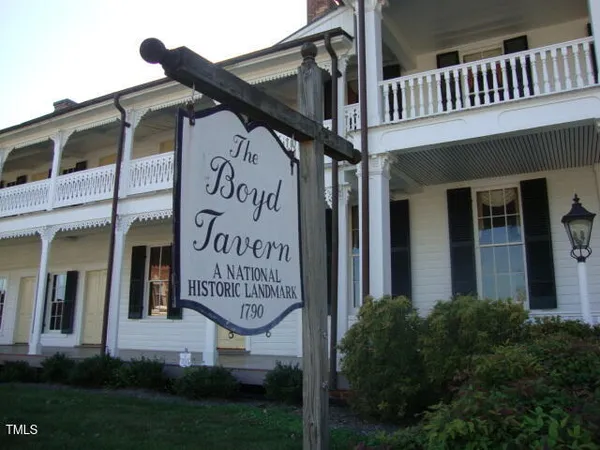 The
Boyd
Tavern
A NATIONAL
HISTORIC LANDMARK
1790
TMLS